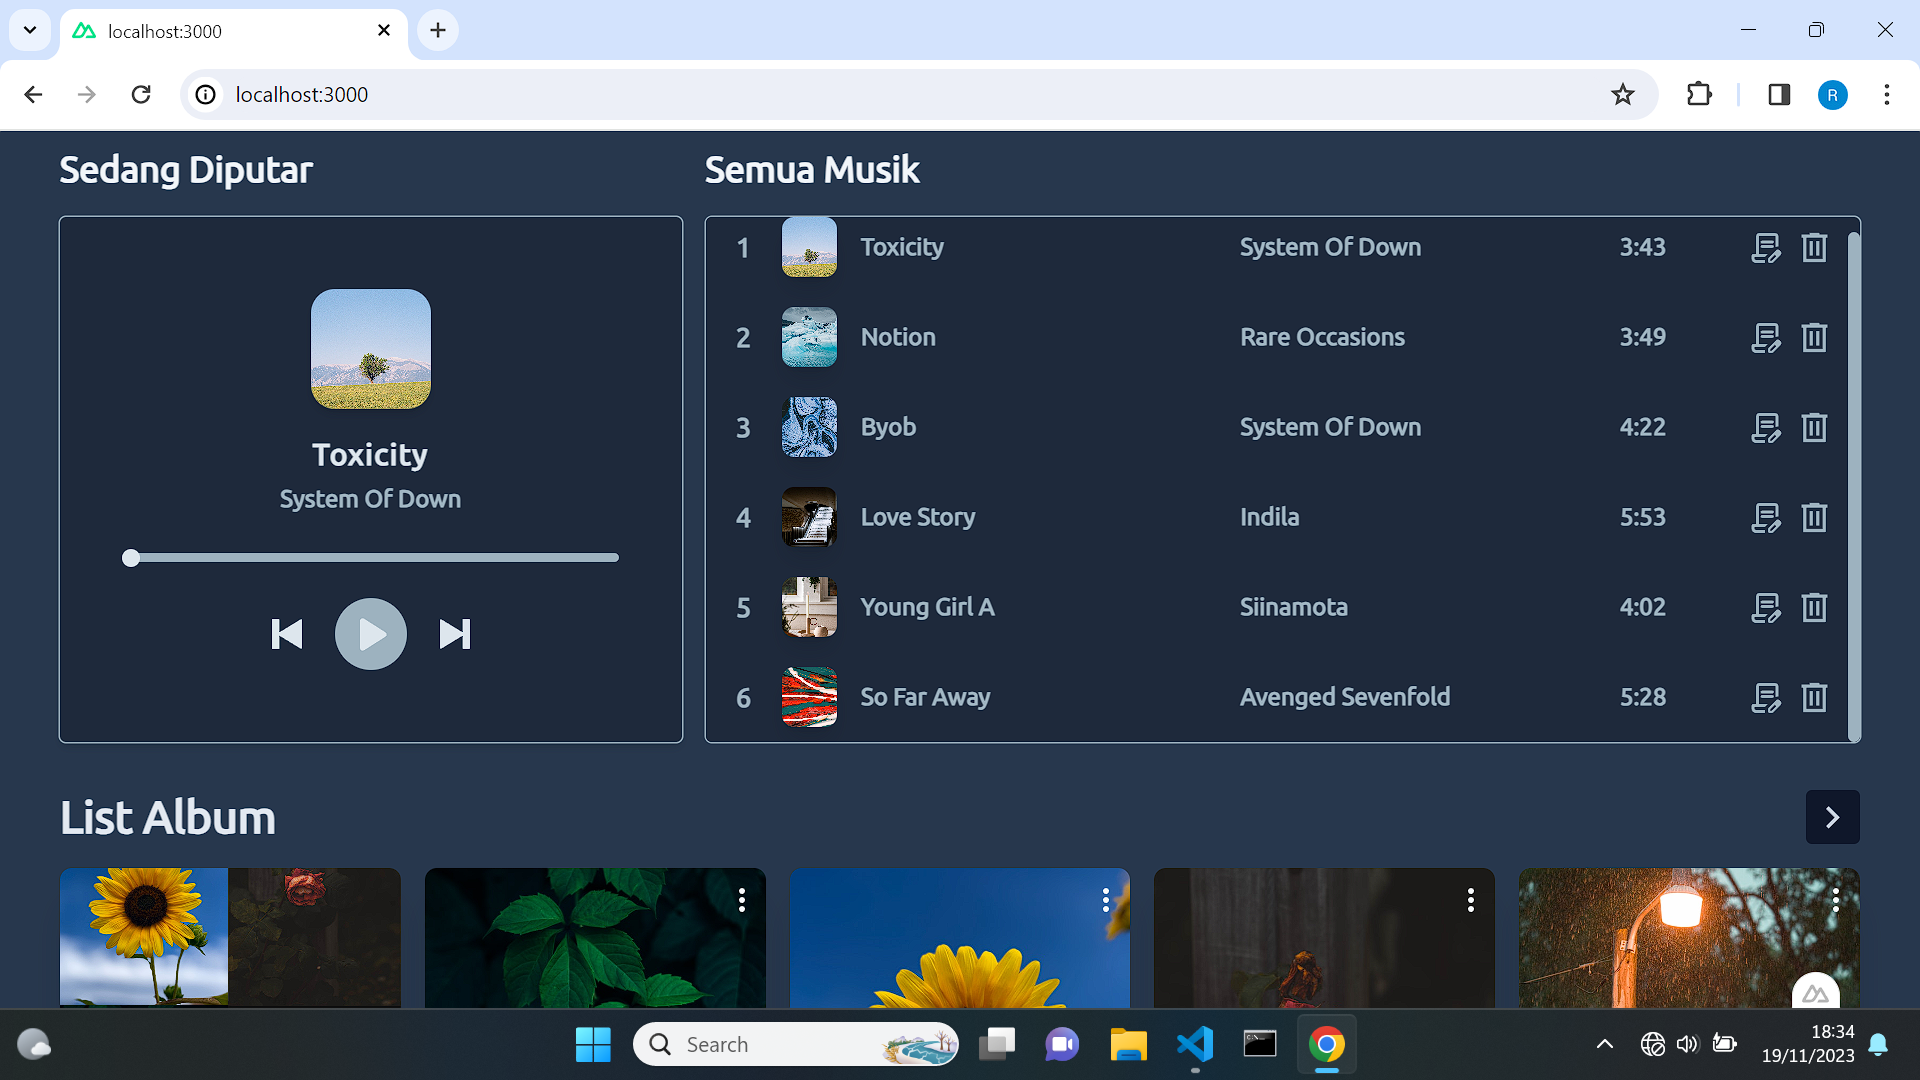 localhost:3000
localhost:3000
R
Sedang Diputar
Toxicity
System Of Down
Semua Musik
1 Toxicity System Of Down 3:43
2 Notion Rare Occasions 3:49
3 Byob System Of Down 4:22
4 Love Story Indila 5:53
5 Young Girl A Siinamota 4:02
6 So Far Away Avenged Sevenfold 5:28
List Album
Search
18:34
19/11/2023